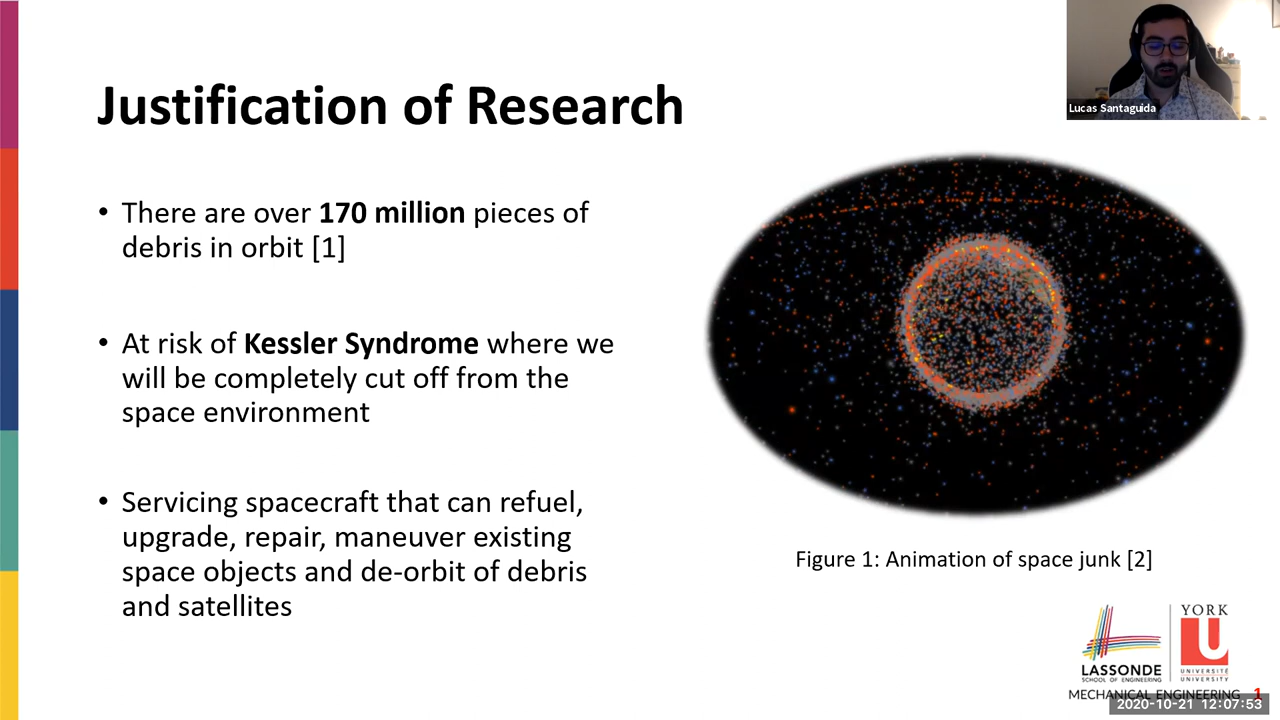 Lucas Santaguida
Justification of Research
• There are over 170 million pieces of
debris in orbit [1]
• At risk of Kessler Syndrome where we
will be completely cut off from the
space environment
• Servicing spacecraft that can refuel,
upgrade, repair, maneuver existing
space objects and de-orbit of debris
and satellites
Figure 1: Animation of space junk [2]
LASSONDE
SCHOOL OF ENGINEERING
YORK
U
UNIVERSITÉ
UNIVERSITY
MECHANICAL ENGINEERING 1
2020-10-21 12:07:53